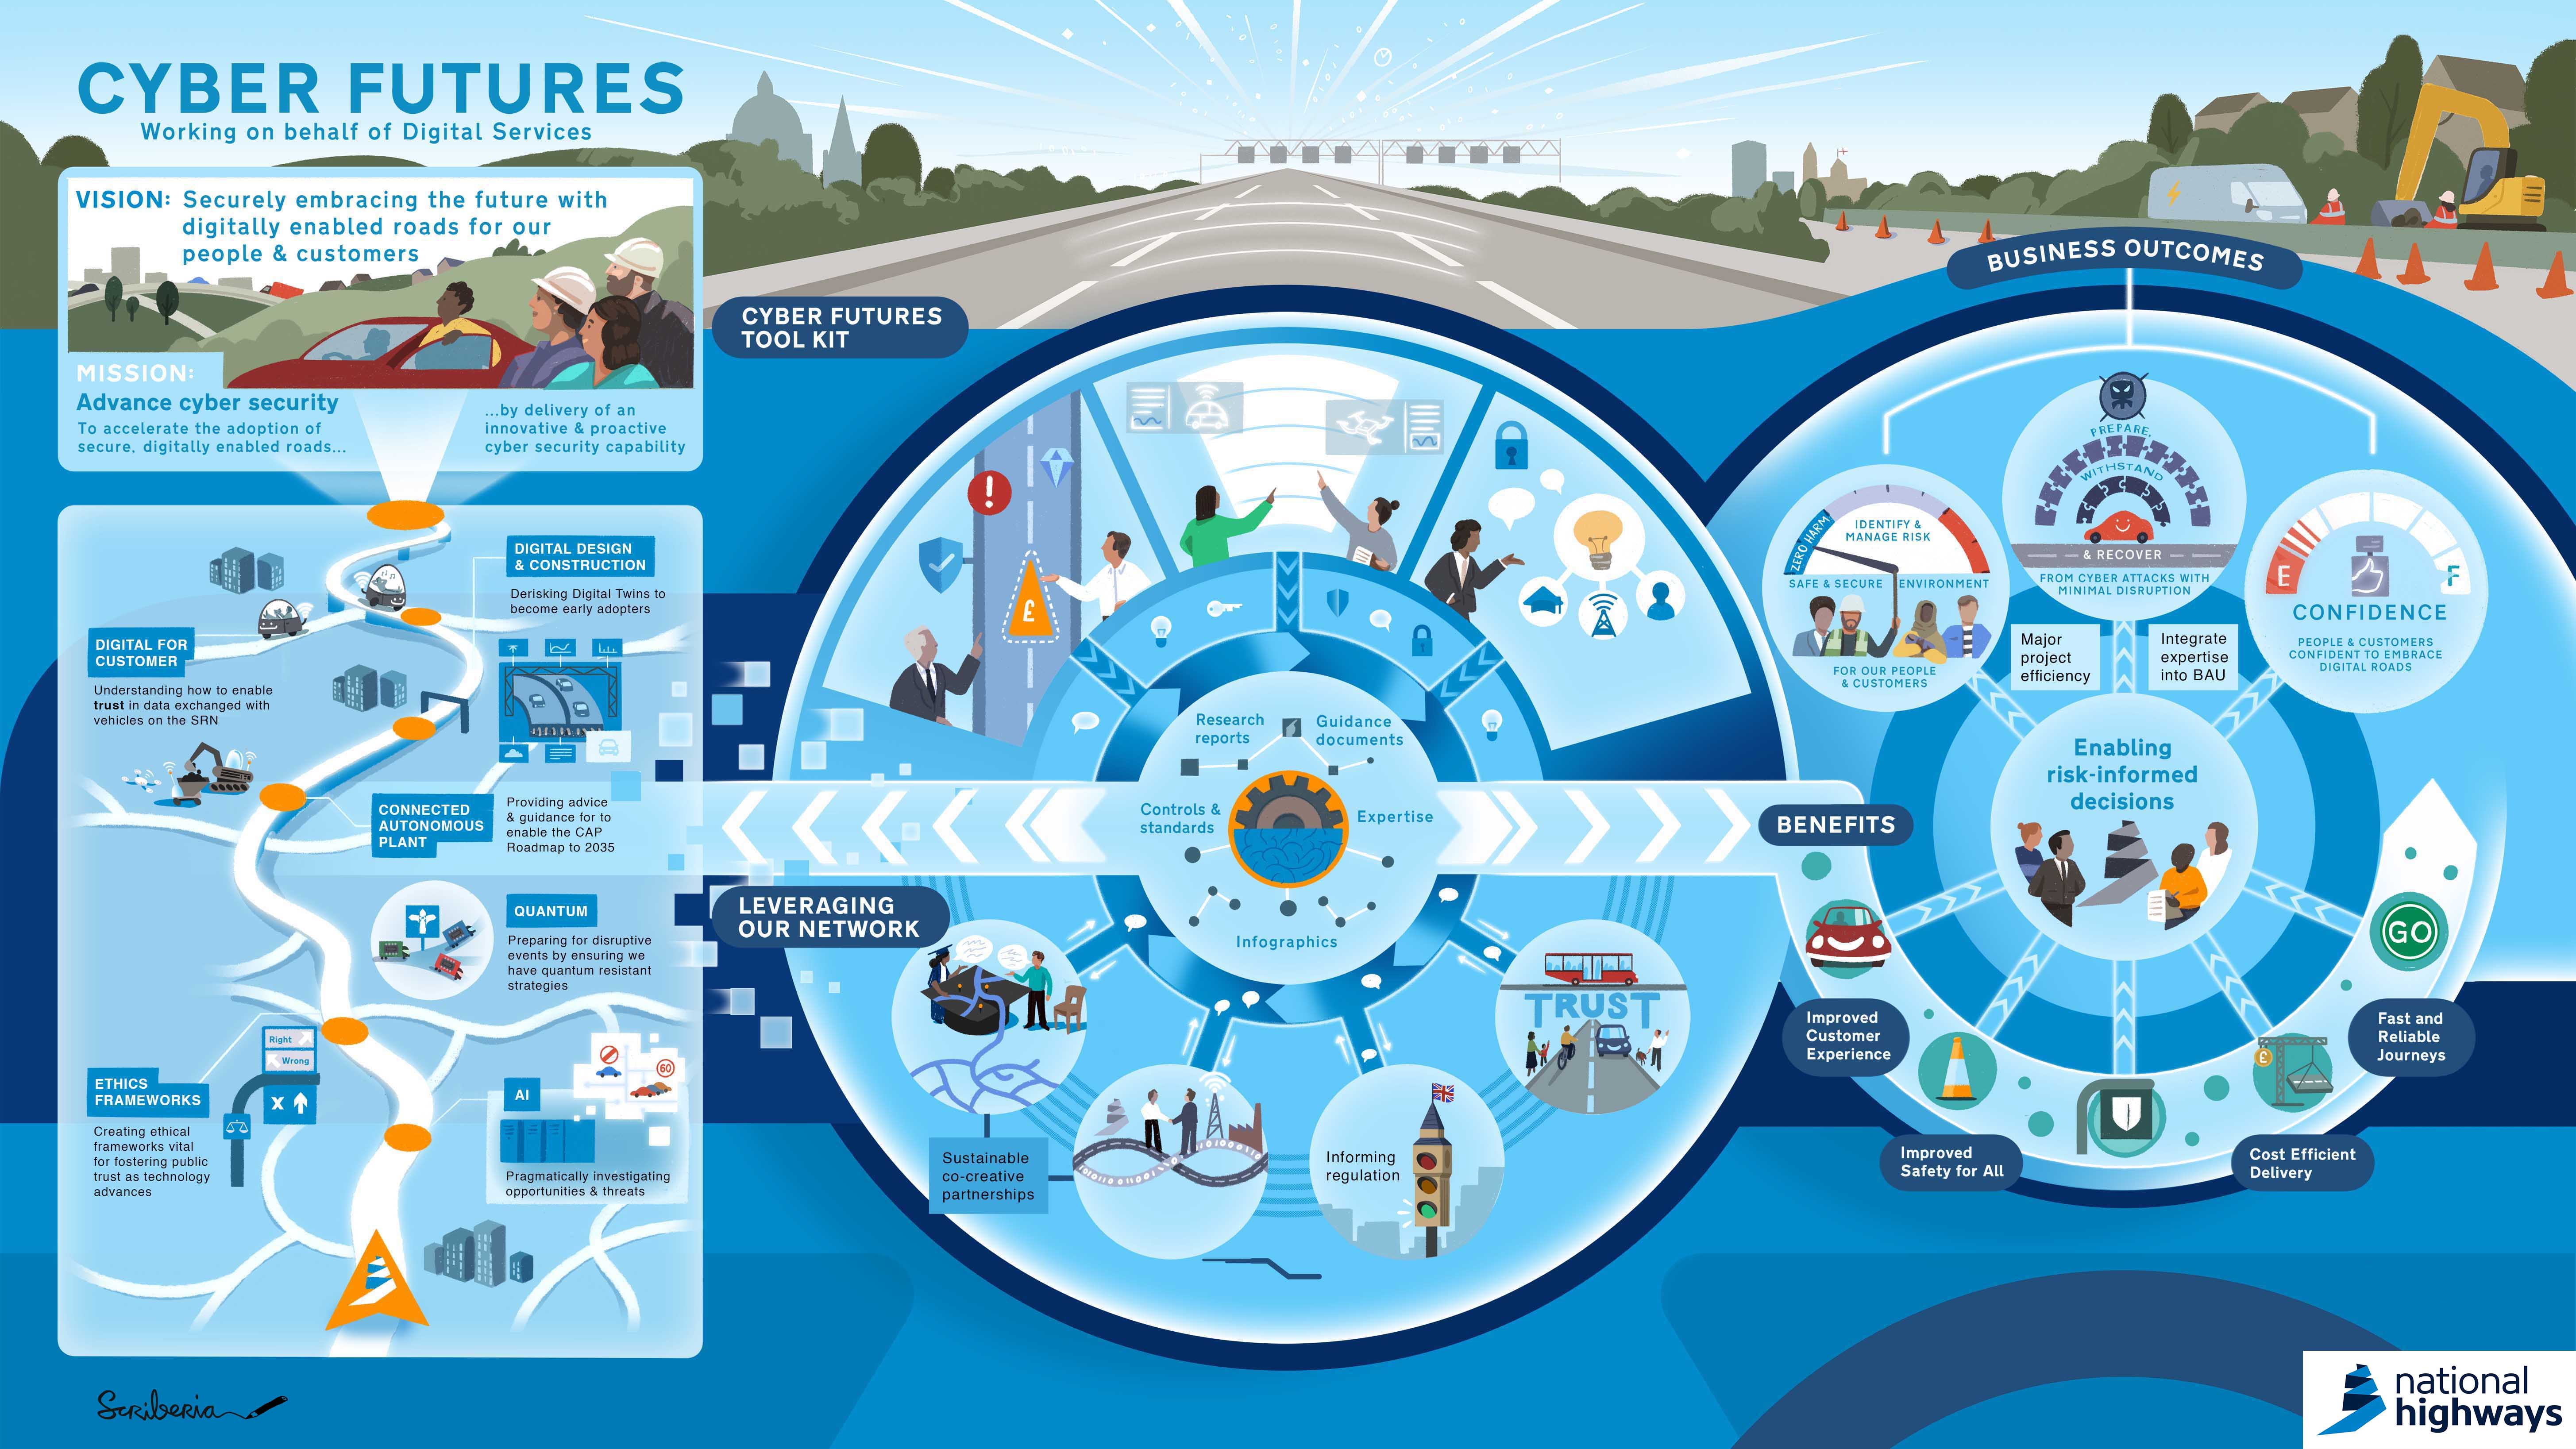 CYBER FUTURES
Working on behalf of Digital Services
VISION: Securely embracing the future with
digitally enabled roads for our
people & customers
MISSION:
Advance cyber security
To accelerate the adoption of
secure, digitally enabled roads...
...by delivery of an
innovative & proactive
cyber security capability
DIGITAL DESIGN
& CONSTRUCTION
Derisking Digital Twins to
become early adopters
DIGITAL FOR
CUSTOMER
Understanding how to enable
trust in data exchanged with
vehicles on the SRN
CONNECTED
AUTONOMOUS
PLANT
Providing advice
& guidance for to
enable the CAP
Roadmap to 2035
QUANTUM
Preparing for disruptive
events by ensuring we
have quantum resistant
strategies
Right
Wrong
X
ETHICS
FRAMEWORKS
Creating ethical
frameworks vital
for fostering public
trust as technology
advances
60
AI
Pragmatically investigating
opportunities & threats
Scriberia
CYBER FUTURES
TOOL KIT
!
£
Research
reports
Guidance
documents
Controls &
standards
Expertise
Infographics
LEVERAGING
OUR NETWORK
Sustainable
co-creative
partnerships
Informing
regulation
TRUST
BUSINESS OUTCOMES
ZERO HARM
IDENTIFY &
MANAGE RISK
SAFE & SECURE ENVIRONMENT
FOR OUR PEOPLE
& CUSTOMERS
PREPARE,
WITHSTAND
& RECOVER
FROM CYBER ATTACKS WITH
MINIMAL DISRUPTION
E
F
CONFIDENCE
PEOPLE & CUSTOMERS
CONFIDENT TO EMBRACE
DIGITAL ROADS
Major
project
efficiency
Integrate
expertise
into BAU
Enabling
risk-informed
decisions
BENEFITS
Improved
Customer
Experience
Improved
Safety for All
£
Cost Efficient
Delivery
GO
Fast and
Reliable
Journeys
national
highways